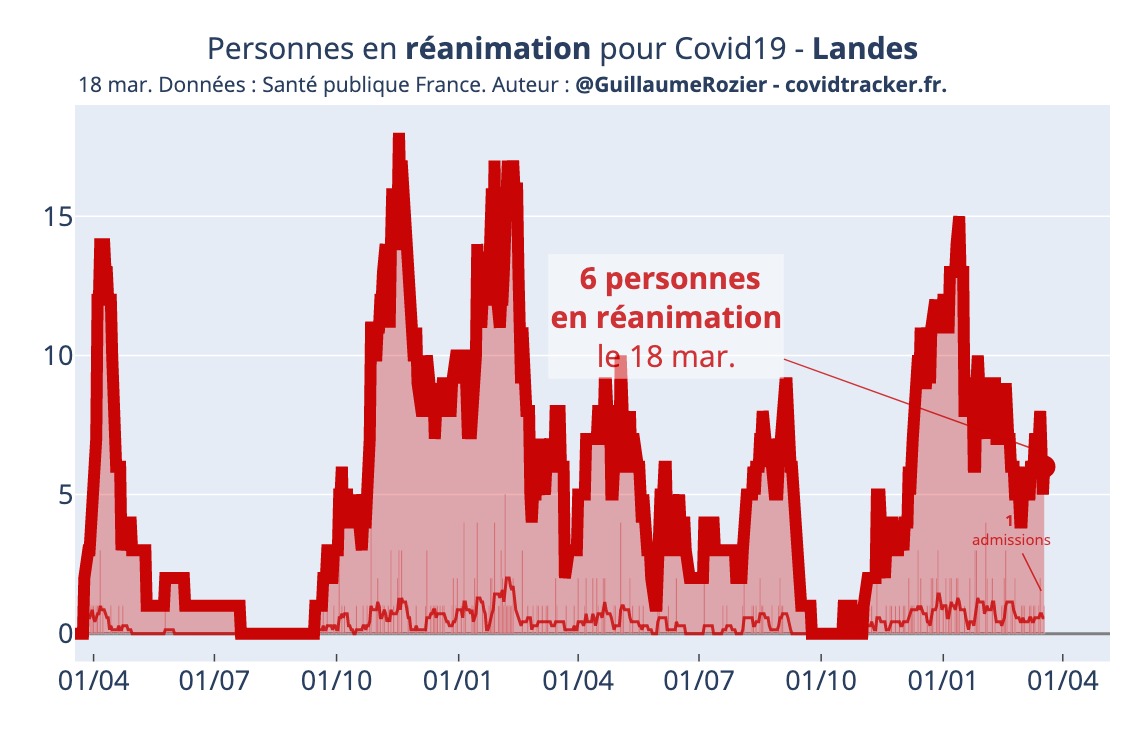 Personnes en réanimation pour Covid19 - Landes
18 mar. Données : Santé publique France. Auteur : @GuillaumeRozier - covidtracker.fr.
15
10
5
0
6 personnes
en réanimation
le 18 mar.
1
admissions
01/04
01/07
01/10
01/01
01/04
01/07
01/10
01/01
01/04